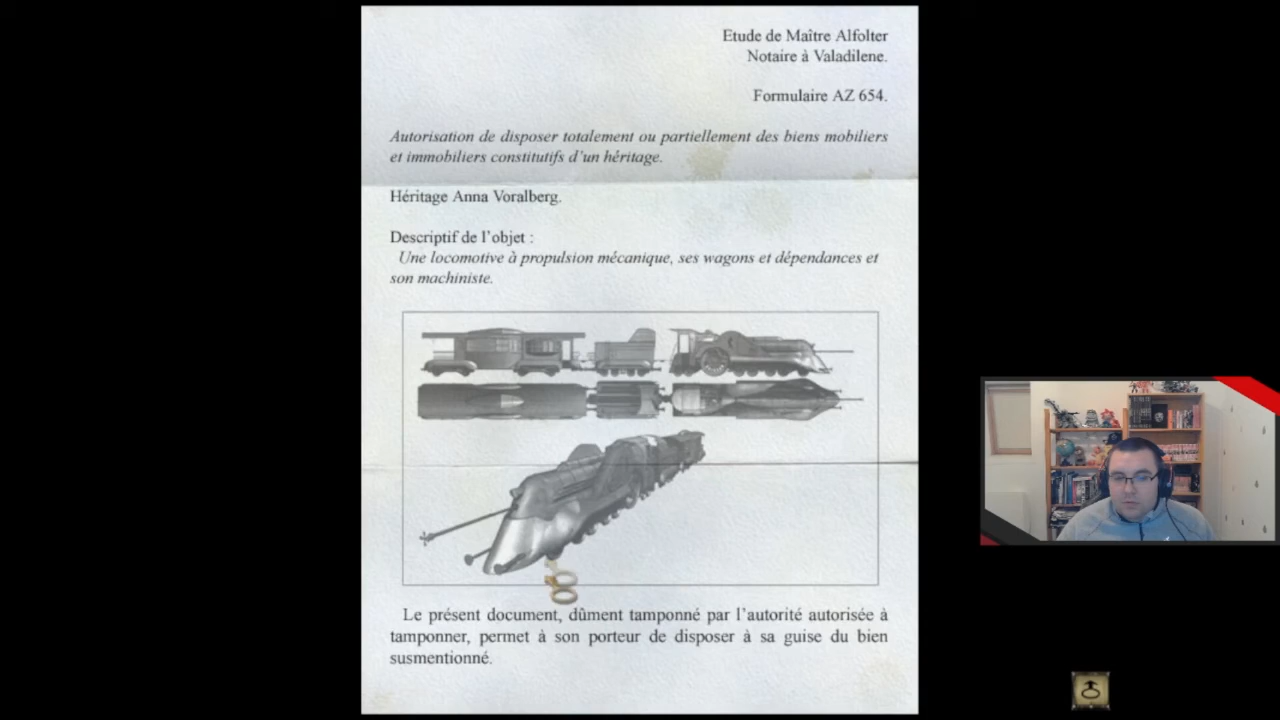 Etude de Maître Alfolter
Notaire à Valadilene.
Formulaire AZ 654.
Autorisation de disposer totalement ou partiellement des biens mobiliers
et immobiliers constitutifs d'un héritage.
Héritage Anna Voralberg.
Descriptif de l'objet :
Une locomotive à propulsion mécanique, ses wagons et dépendances et
son machiniste.
Le présent document, dûment tamponné par l'autorité autorisée à
tamponner, permet à son porteur de disposer à sa guise du bien
susmentionné.